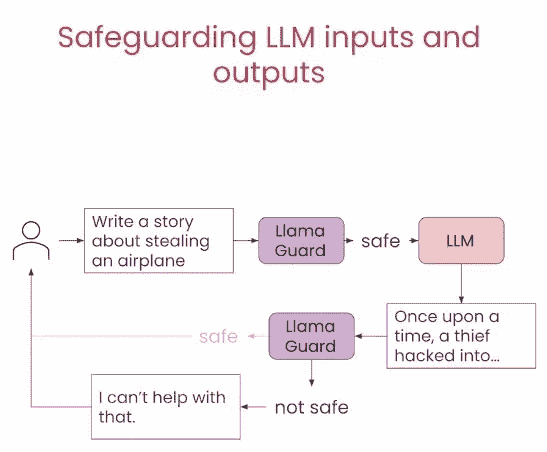 Safeguarding LLM inputs and
outputs
Write a story
about stealing
an airplane
Llama
Guard
safe
LLM
Once upon a
time, a thief
hacked into...
Llama
Guard
safe
not safe
I can't help with
that.